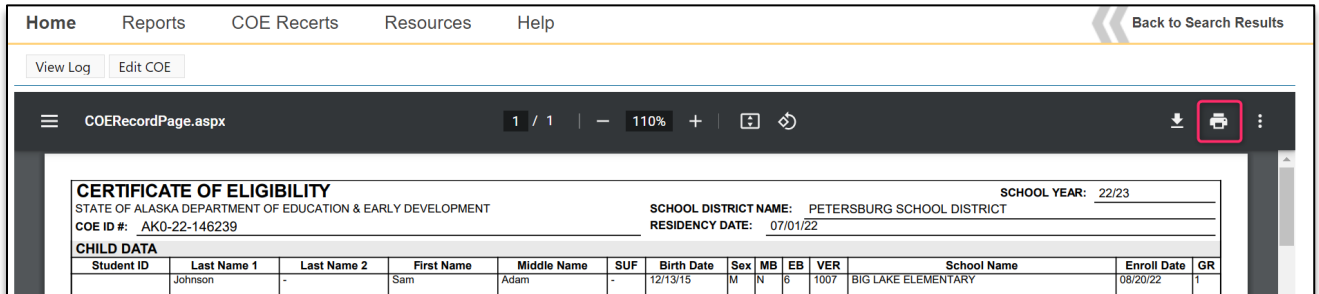 Home Reports COE Recerts Resources Help Back to Search Results
View Log Edit COE
COERecordPage.aspx 1 / 1 | − 110% + |
CERTIFICATE OF ELIGIBILITY SCHOOL YEAR: 22/23
STATE OF ALASKA DEPARTMENT OF EDUCATION & EARLY DEVELOPMENT SCHOOL DISTRICT NAME: PETERSBURG SCHOOL DISTRICT
COE ID #: AK0-22-146239 RESIDENCY DATE: 07/01/22
CHILD DATA
Student ID Last Name 1 Last Name 2 First Name Middle Name SUF Birth Date Sex MB EB VER School Name Enroll Date GR
Johnson - Sam Adam - 12/13/15 M N 6 1007 BIG LAKE ELEMENTARY 08/20/22 1